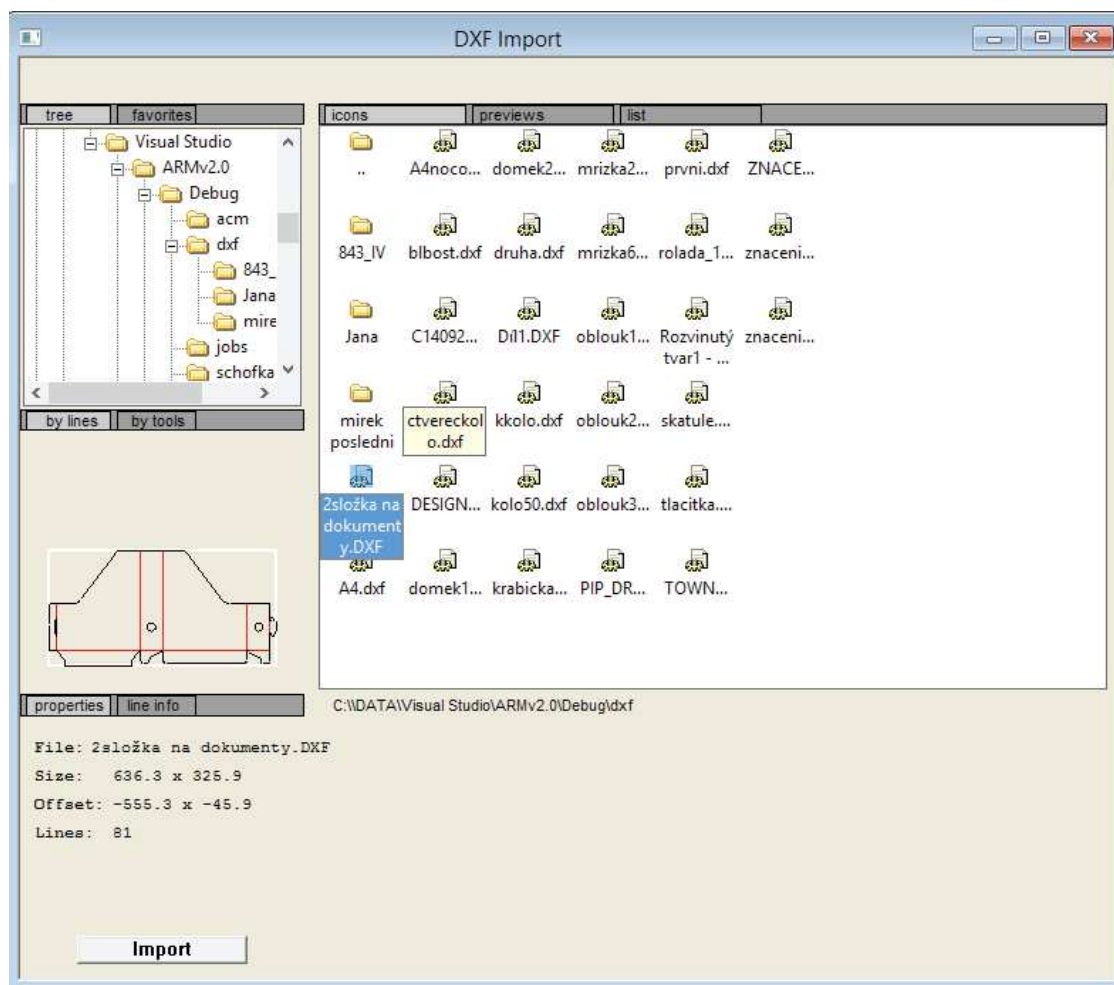 DXF Import
tree favorites
Visual Studio
ARMv2.0
Debug
acm
dxf
843_
Jana
mire
jobs
schofka
by lines by tools
properties line info
File: 2složka na dokumenty.DXF
Size: 636.3 x 325.9
Offset: -555.3 x -45.9
Lines: 81
Import
icons previews list
.. A4noco... domek2... mrizka2... prvni.dxf ZNACE...
843_IV blbost.dxf druha.dxf mrizka6... rolada_1... znaceni...
Jana C14092... Díl1.DXF oblouk1... Rozvinutý znaceni...
tvar1 - ...
mirek ctvereckol kkolo.dxf oblouk2... skatule....
posledni o.dxf
2složka na DESIGN... kolo50.dxf oblouk3... tlacitka....
dokument
y.DXF
A4.dxf domek1... krabicka... PIP_DR... TOWN...
C:\\DATA\Visual Studio\ARMv2.0\Debug\dxf